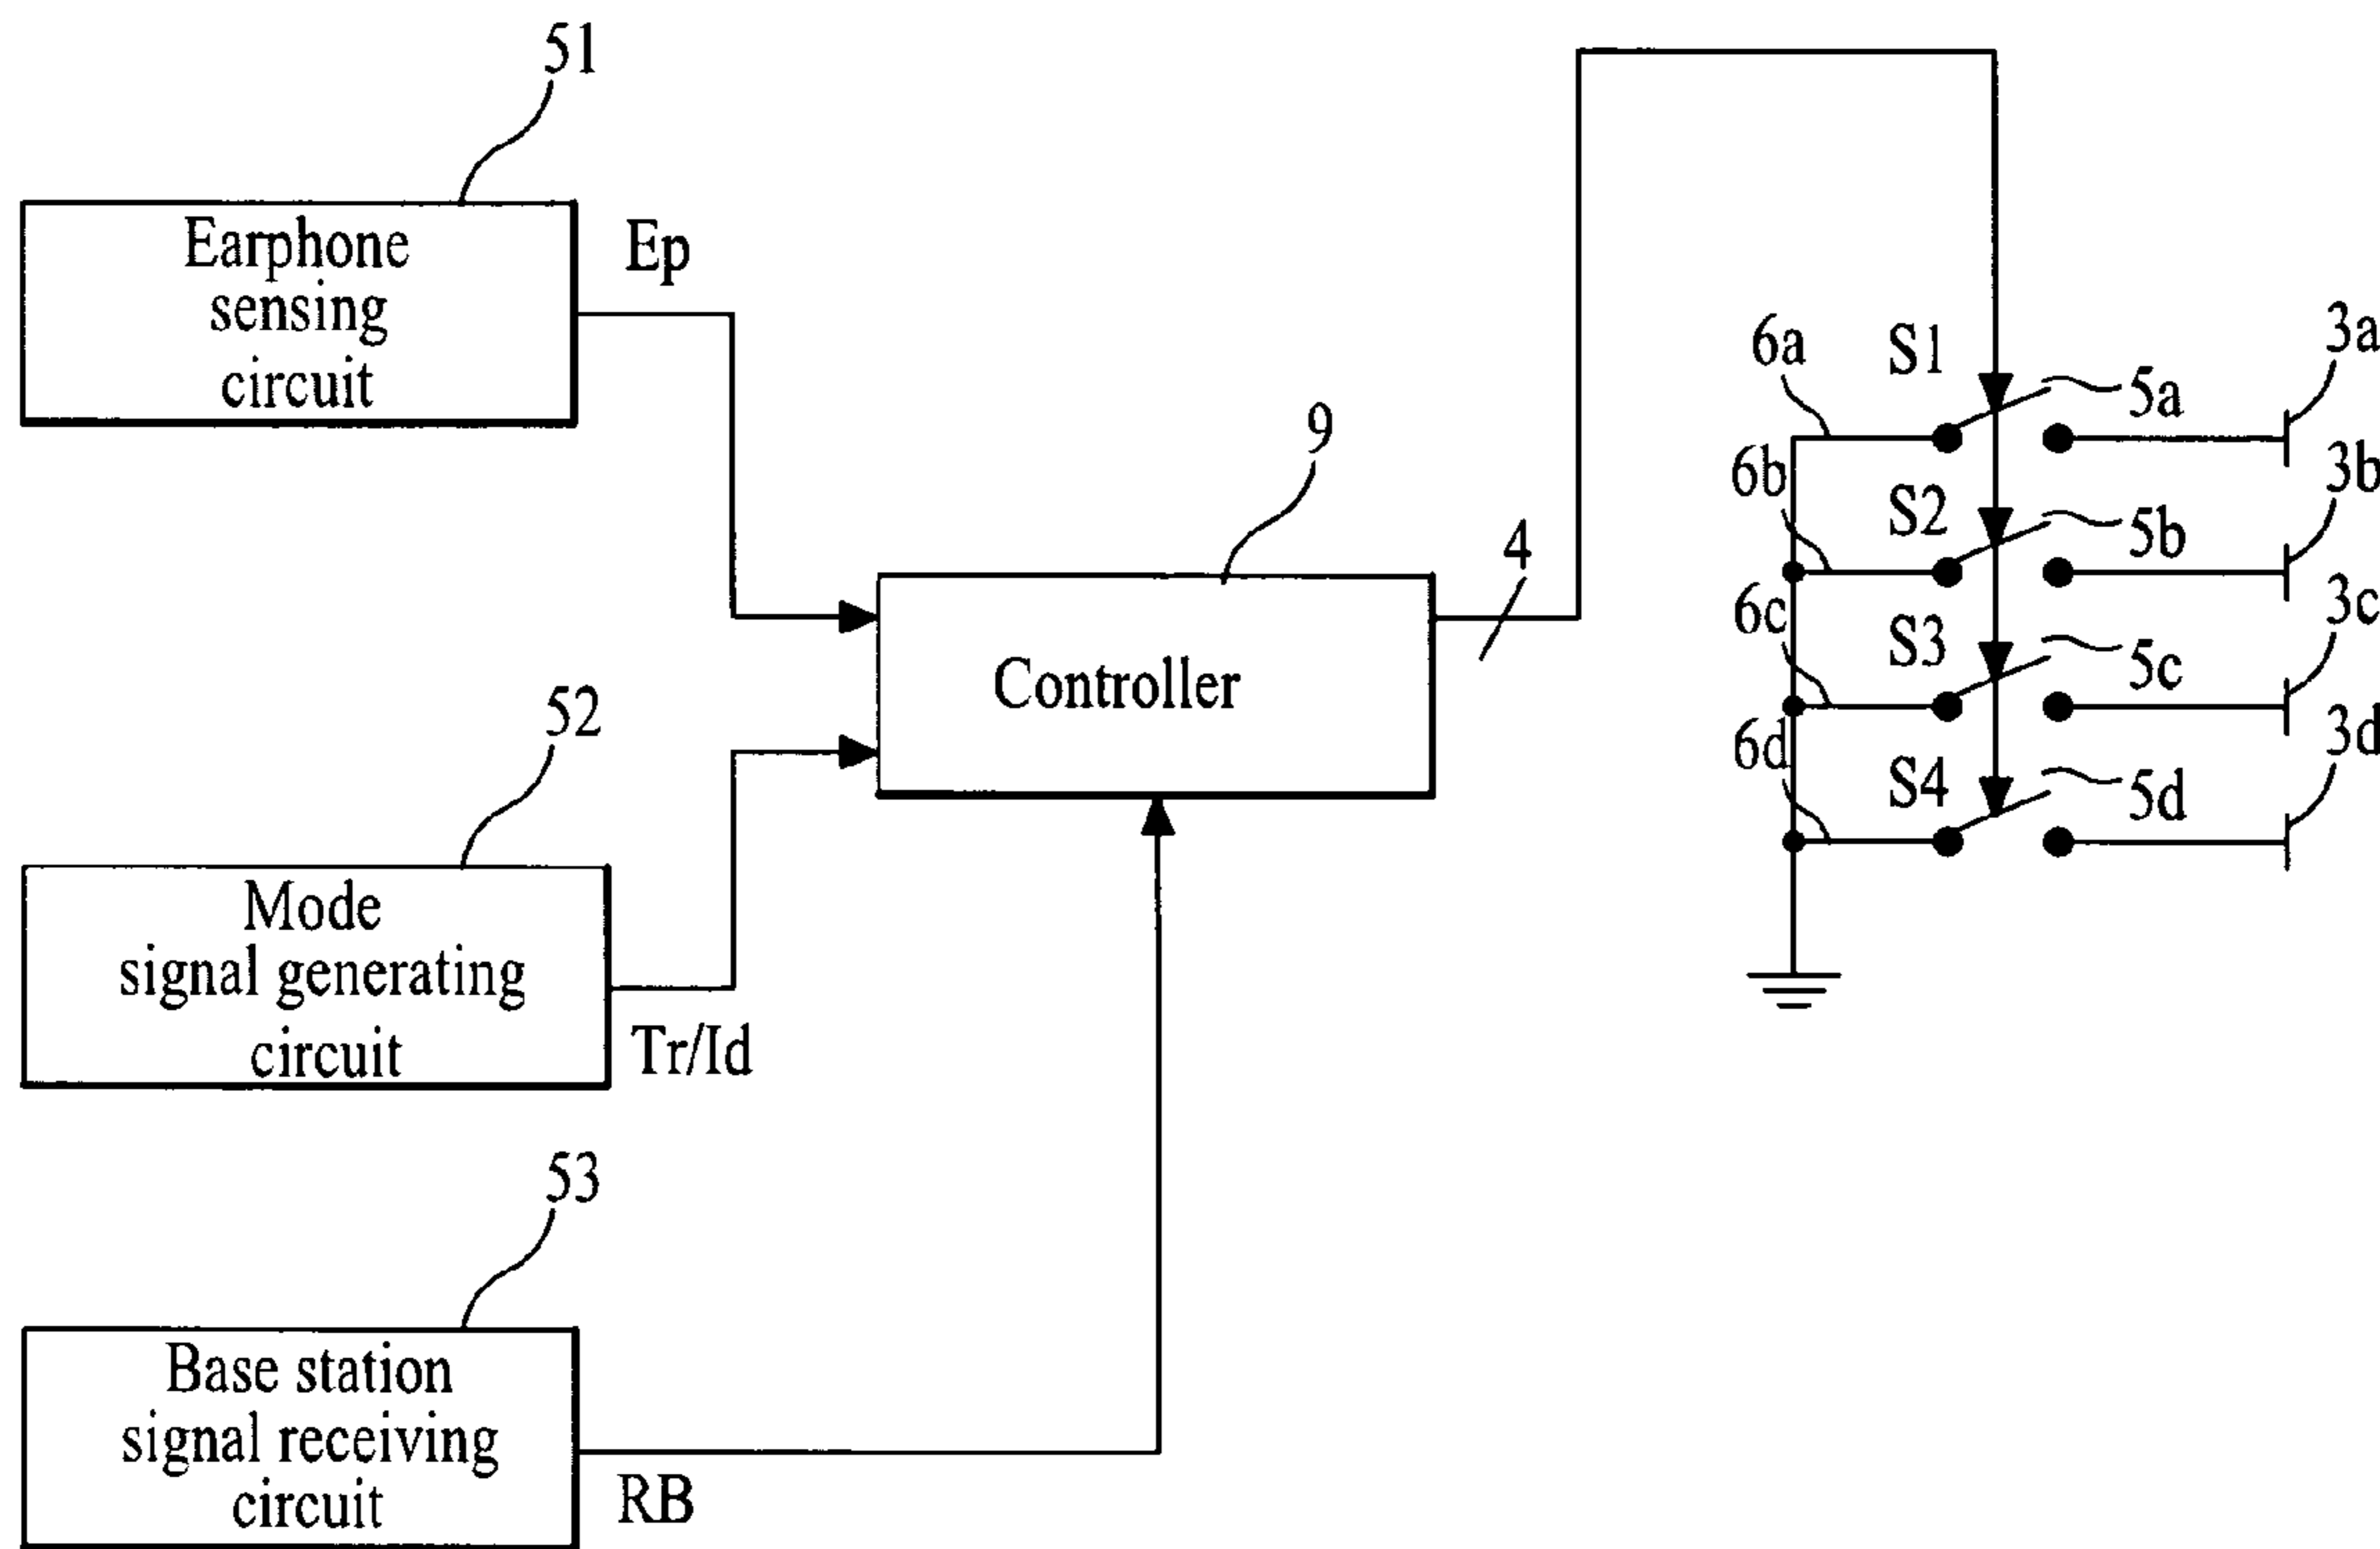 51
Earphone
sensing
circuit
Ep
9
Controller
4
52
Mode
signal generating
circuit
Tr/Id
53
Base station
signal receiving
circuit
RB
6a
S1
5a
3a
6b
S2
5b
3b
6c
S3
5c
3c
6d
S4
5d
3d